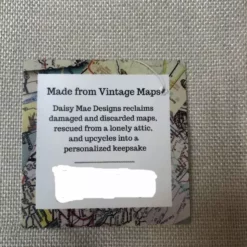 Made from Vintage Maps
Daisy Mae Designs reclaims
damaged and discarded maps,
rescued from a lonely attic,
and upcycles into a
personalized keepsake